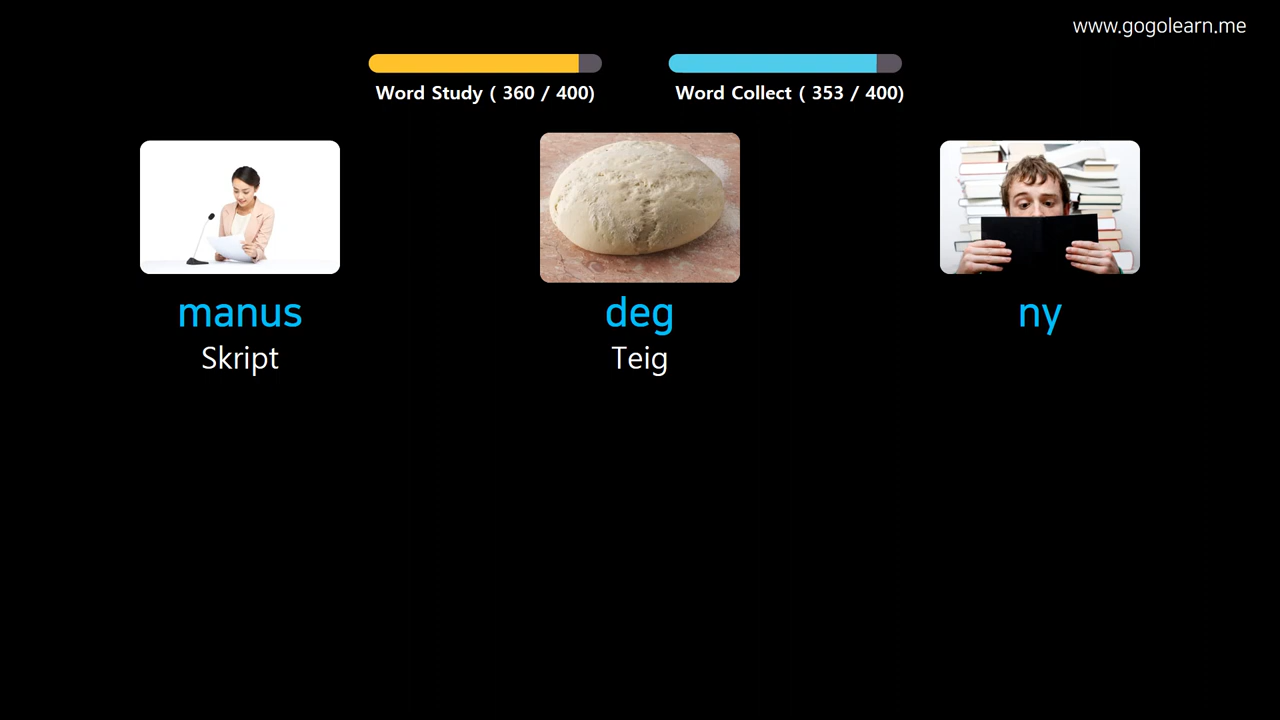 www.gogolearn.me
Word Study ( 360 / 400)
Word Collect ( 353 / 400)
manus
deg
ny
Skript
Teig